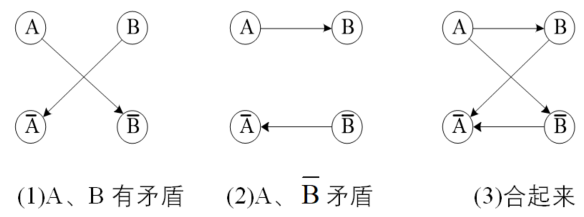 A B A B A B
A̅ B̅ A̅ B̅ A̅ B̅
(1)A、B 有矛盾 (2)A、B̅ 矛盾 (3)合起来